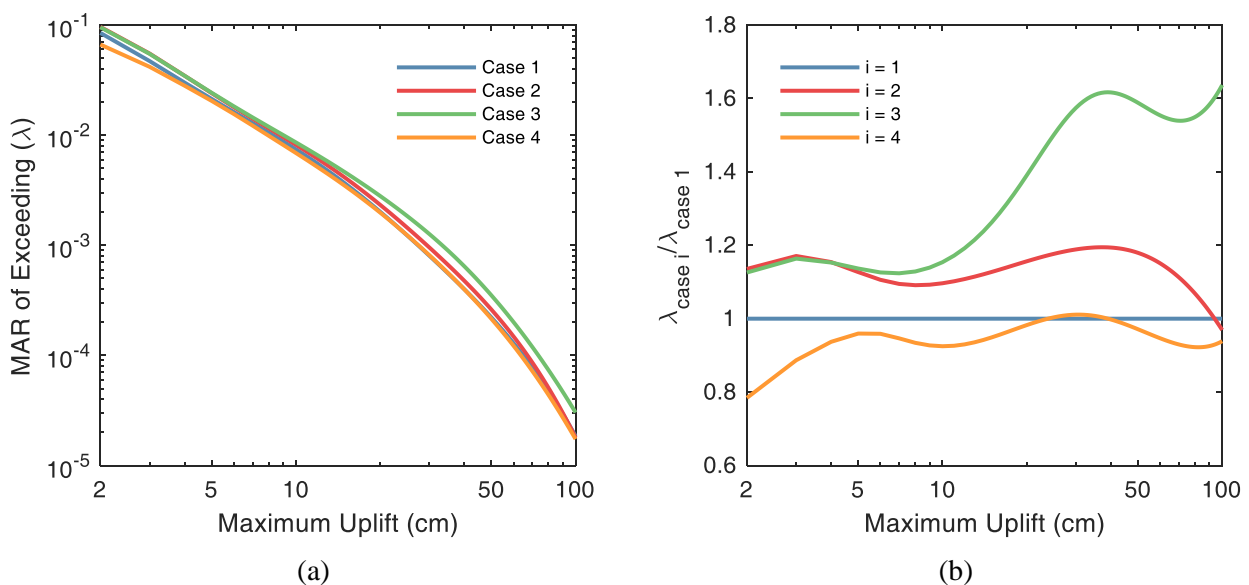 10^-1
10^-2
10^-3
10^-4
10^-5
MAR of Exceeding (λ)
Case 1
Case 2
Case 3
Case 4
2 5 10 50 100
Maximum Uplift (cm)
(a)
1.8
1.6
1.4
1.2
1
0.8
0.6
λcase i/λcase 1
i = 1
i = 2
i = 3
i = 4
2 5 10 50 100
Maximum Uplift (cm)
(b)